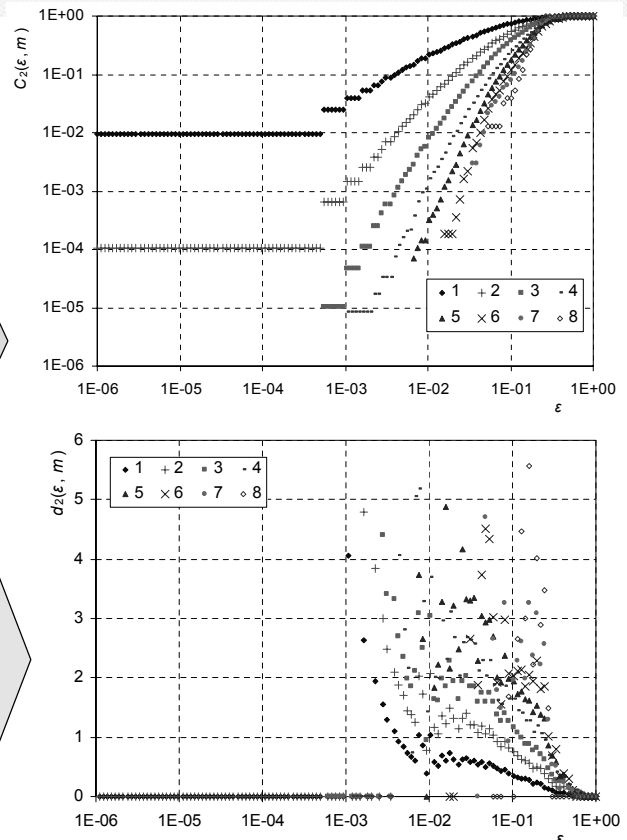 C₂(ε, m)
1E+00
1E-01
1E-02
1E-03
1E-04
1E-05
1E-06
1 2 3 4
5 6 7 8
1E-06 1E-05 1E-04 1E-03 1E-02 1E-01 1E+00
ε
d₂(ε, m)
6
5
4
3
2
1
0
1 2 3 4
5 6 7 8
1E-06 1E-05 1E-04 1E-03 1E-02 1E-01 1E+00
ε